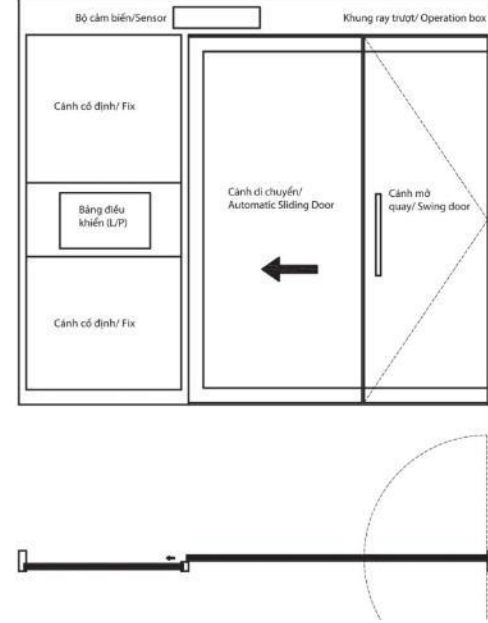 Bộ cảm biến/Sensor
Khung ray trượt/ Operation box
Cánh cố định/ Fix
Bảng điều
khiển (L/P)
Cánh di chuyển/
Automatic Sliding Door
Cánh mở
quay/ Swing door
Cánh cố định/ Fix